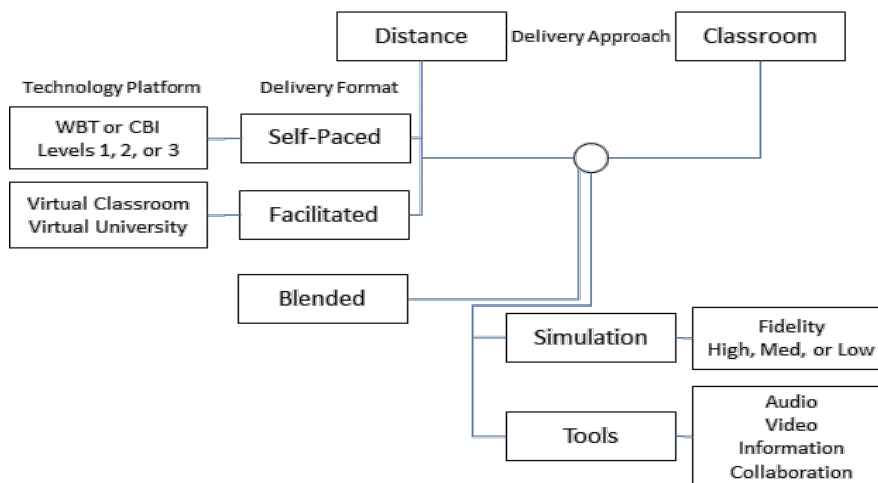 Distance
Delivery Approach
Classroom
Technology Platform
Delivery Format
WBT or CBI
Levels 1, 2, or 3
Self-Paced
Virtual Classroom
Virtual University
Facilitated
Blended
Simulation
Fidelity
High, Med, or Low
Tools
Audio
Video
Information
Collaboration